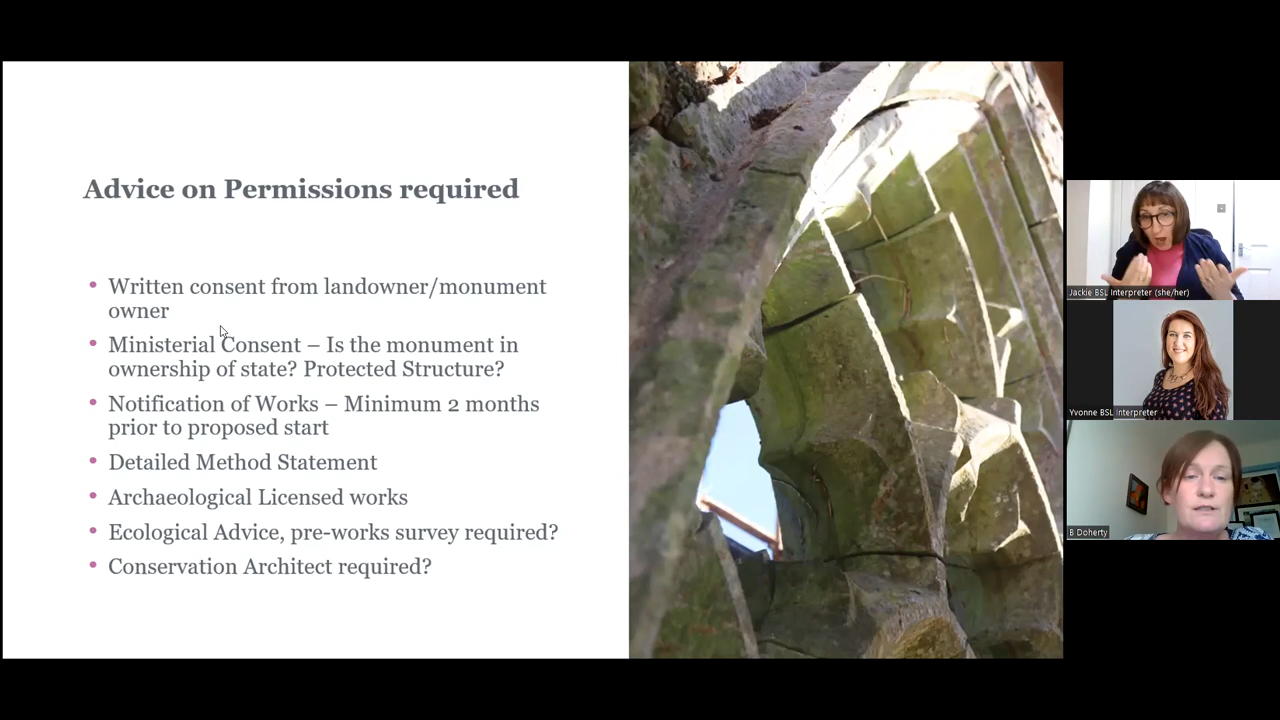 Advice on Permissions required
• Written consent from landowner/monument
owner
• Ministerial Consent – Is the monument in
ownership of state? Protected Structure?
• Notification of Works – Minimum 2 months
prior to proposed start
• Detailed Method Statement
• Archaeological Licensed works
• Ecological Advice, pre-works survey required?
• Conservation Architect required?
Jackie BSL Interpreter (she/her)
Yvonne BSL Interpreter
B Doherty